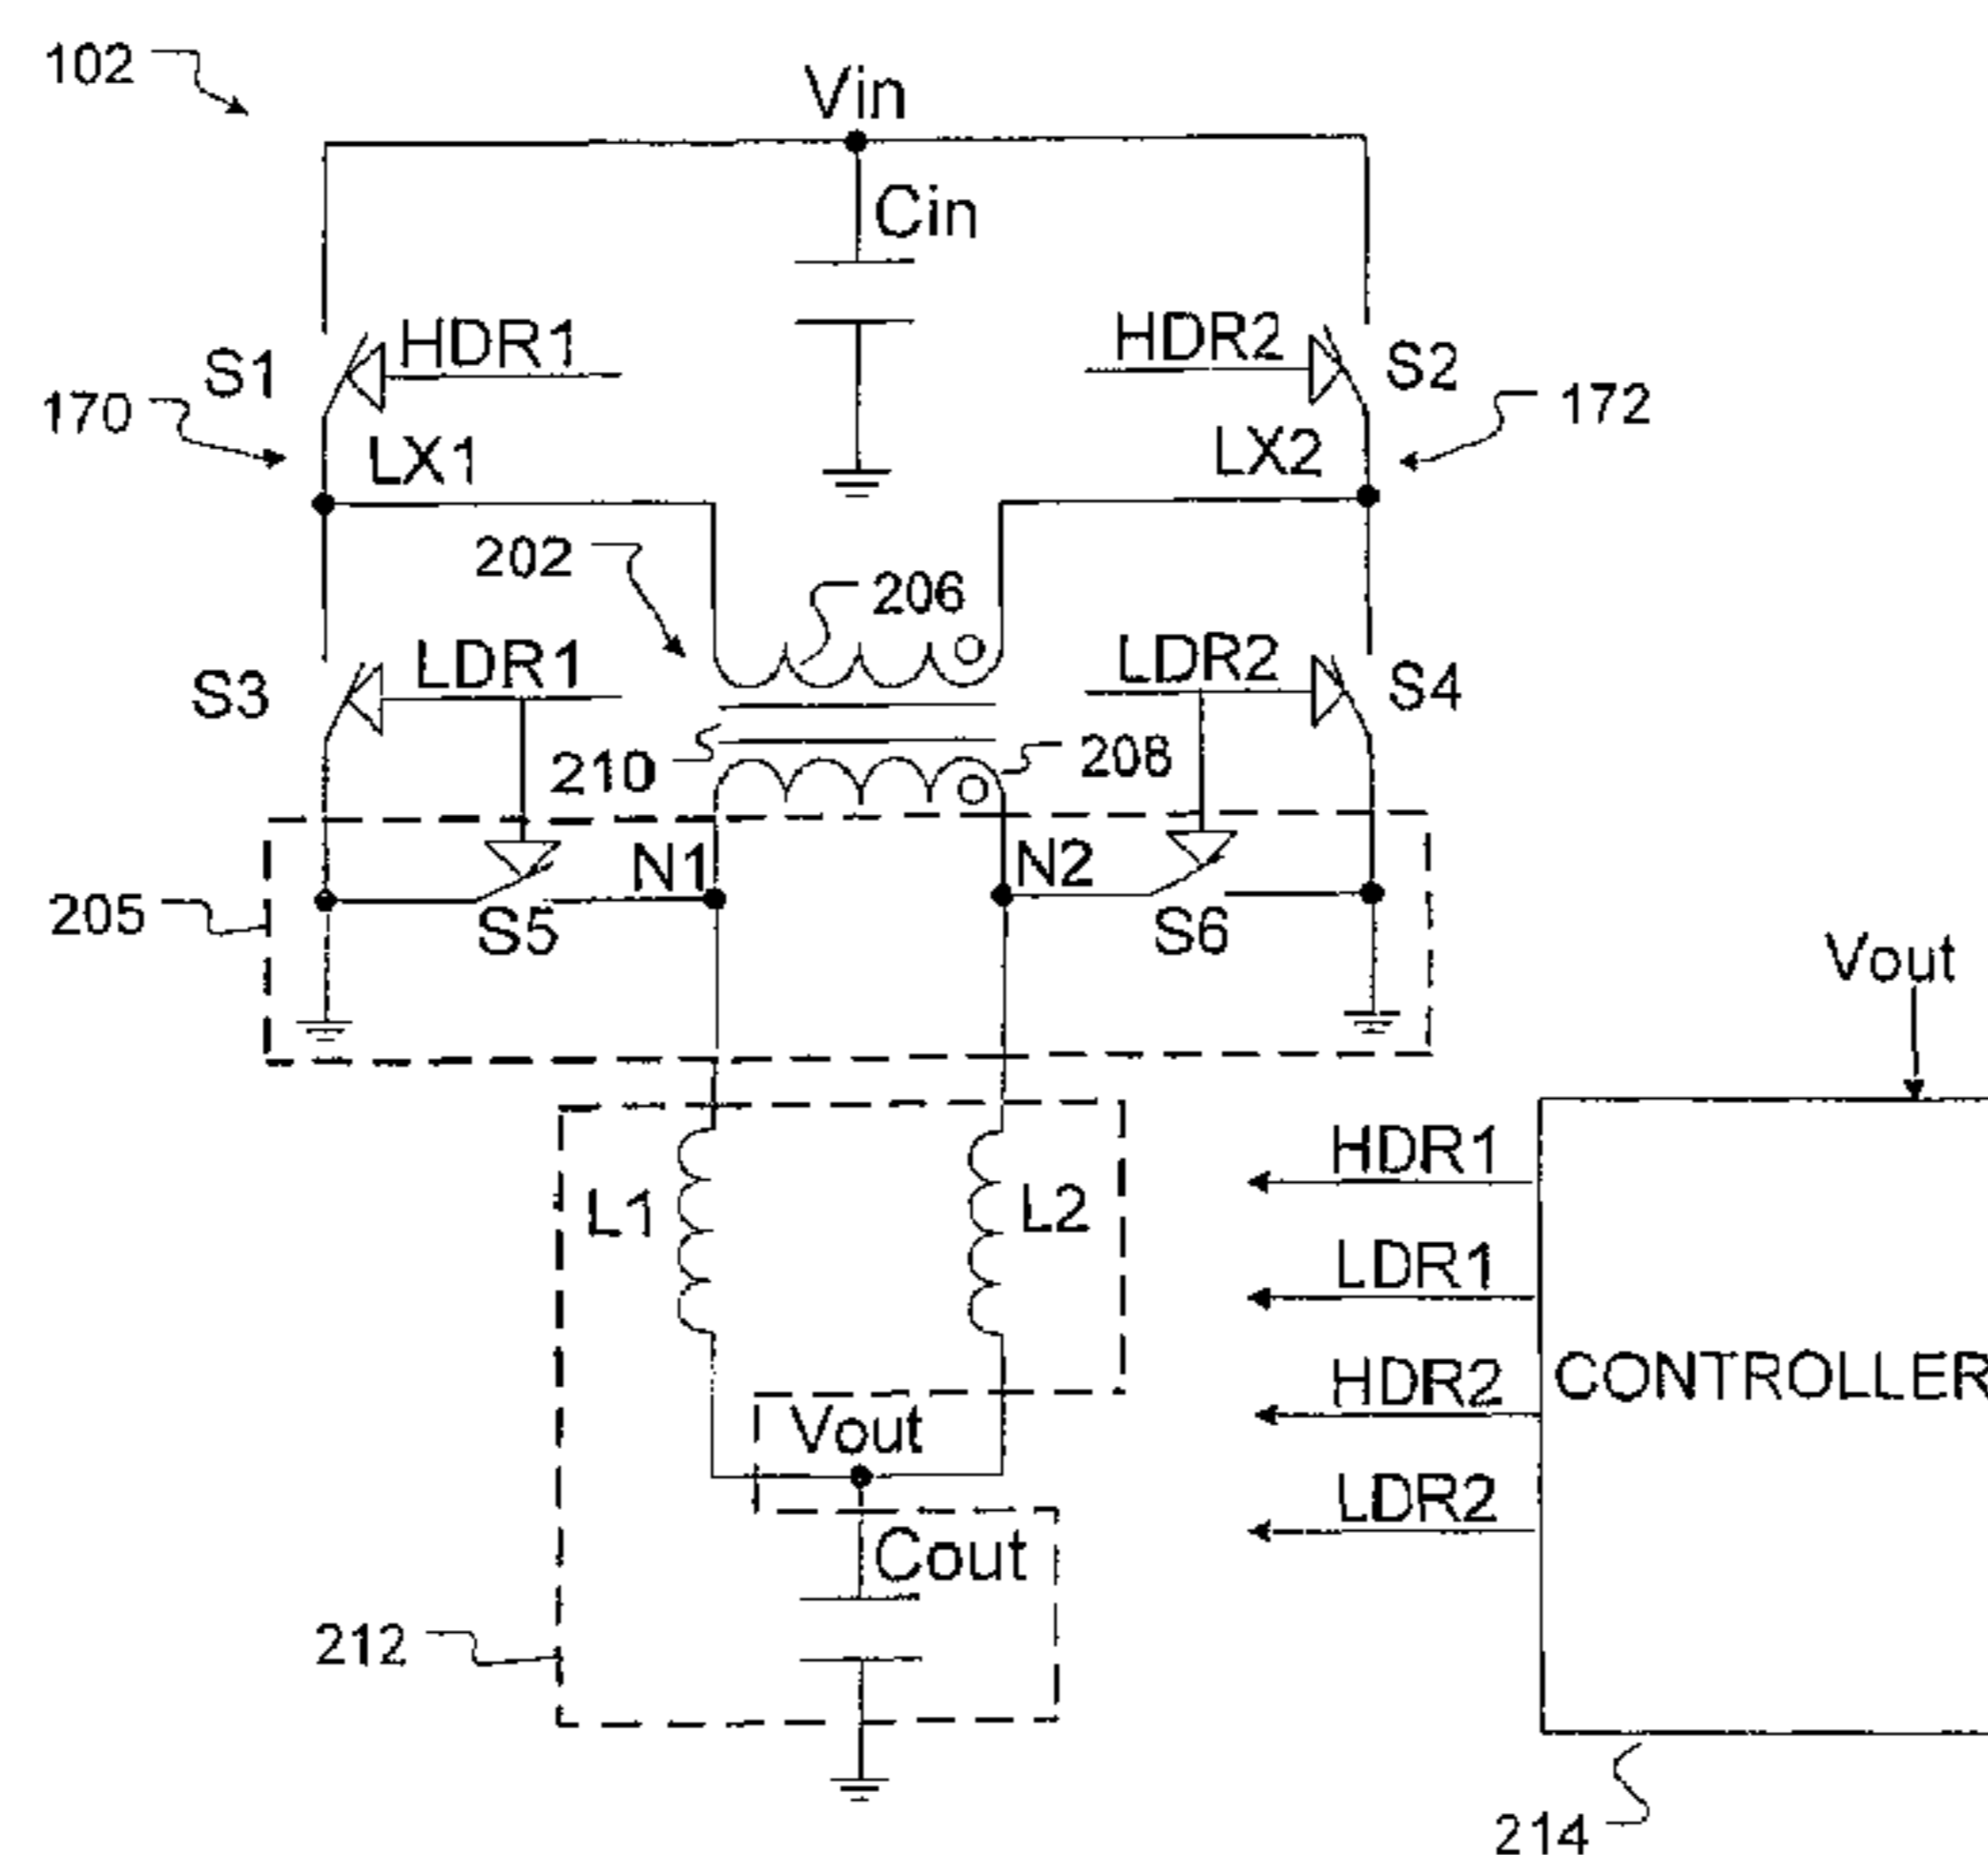 102
Vin
Cin
S1
HDR1
HDR2
S2
170
LX1
LX2
172
202
206
S3
LDR1
LDR2
S4
210
208
205
N1
N2
S5
S6
Vout
HDR1
L1
L2
LDR1
HDR2
CONTROLLER
Vout
LDR2
Cout
212
214